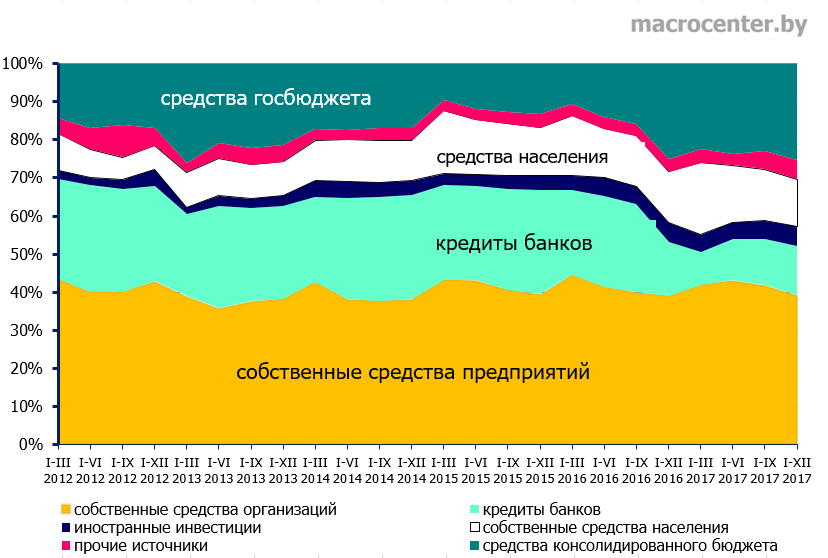 macrocenter.by
100%
90%
80%
70%
60%
50%
40%
30%
20%
10%
0%
средства госбюджета
средства населения
кредиты банков
собственные средства предприятий
I-III I-VI I-IX I-XII I-III I-VI I-IX I-XII I-III I-VI I-IX I-XII I-III I-VI I-IX I-XII I-III I-VI I-IX I-XII I-III I-VI I-IX I-XII
2012 2012 2012 2012 2013 2013 2013 2013 2014 2014 2014 2014 2015 2015 2015 2015 2016 2016 2016 2016 2017 2017 2017 2017
собственные средства организаций
кредиты банков
иностранные инвестиции
собственные средства населения
прочие источники
средства консолидированного бюджета